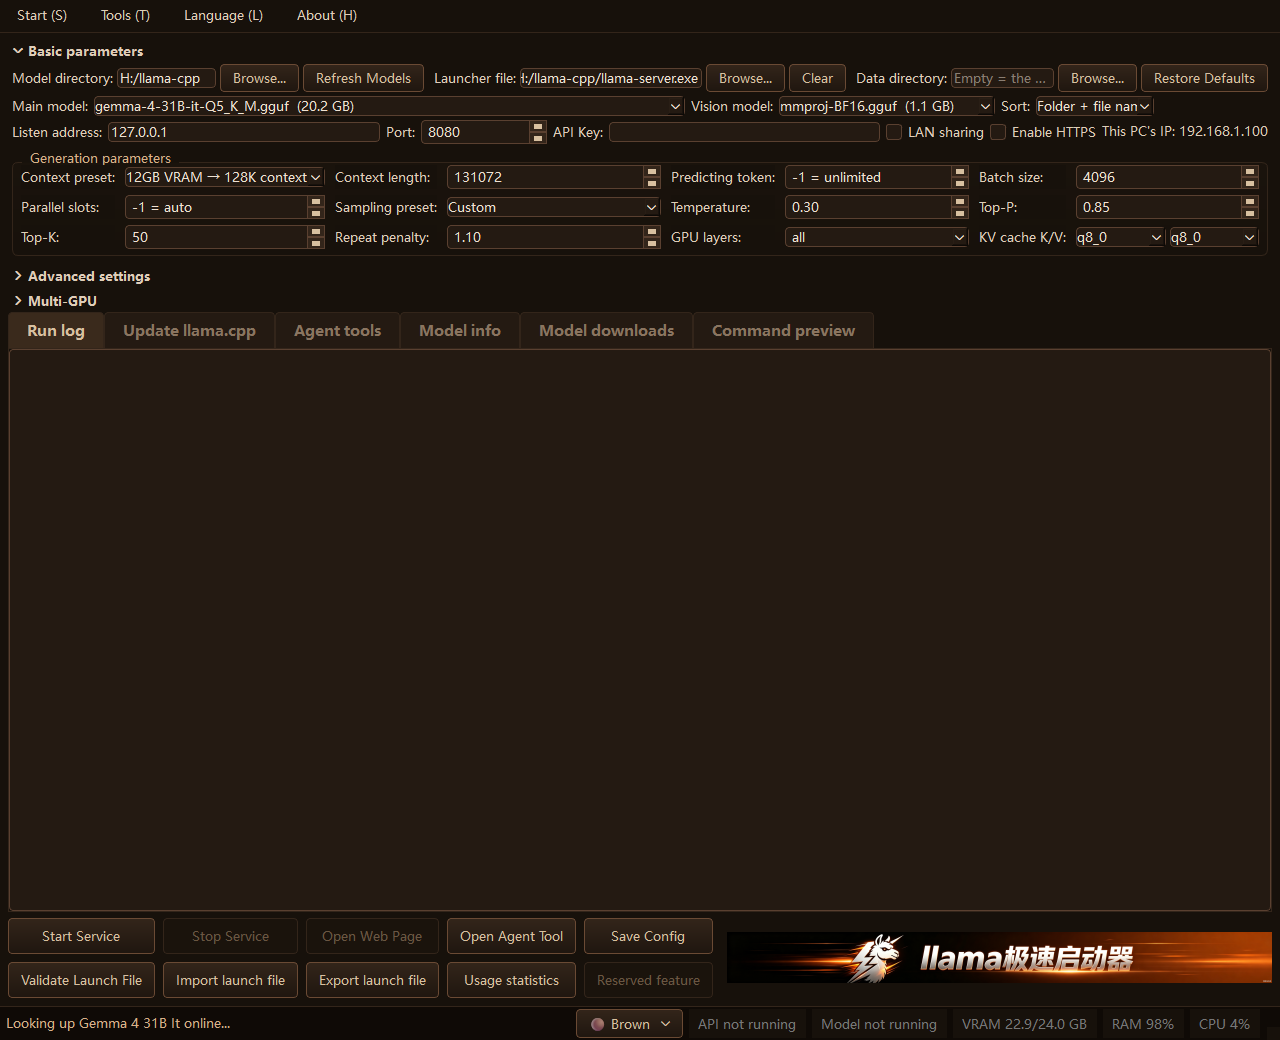 Start (S) Tools (T) Language (L) About (H)
Basic parameters
Model directory: H:/llama-cpp Browse... Refresh Models Launcher file: H:/llama-cpp/llama-server.exe Browse... Clear Data directory: Empty = the ... Browse... Restore Defaults
Main model: gemma-4-31B-it-Q5_K_M.gguf (20.2 GB) Vision model: mmproj-BF16.gguf (1.1 GB) Sort: Folder + file nan
Listen address: 127.0.0.1 Port: 8080 API Key: LAN sharing Enable HTTPS This PC's IP: 192.168.1.100
Generation parameters
Context preset: 12GB VRAM → 128K context Context length: 131072 Predicting token: -1 = unlimited Batch size: 4096
Parallel slots: -1 = auto Sampling preset: Custom Temperature: 0.30 Top-P: 0.85
Top-K: 50 Repeat penalty: 1.10 GPU layers: all KV cache K/V: q8_0 q8_0
Advanced settings
Multi-GPU
Run log Update llama.cpp Agent tools Model info Model downloads Command preview
Start Service Stop Service Open Web Page Open Agent Tool Save Config
llama极速启动器
Validate Launch File Import launch file Export launch file Usage statistics Reserved feature
Looking up Gemma 4 31B It online... Brown API not running Model not running VRAM 22.9/24.0 GB RAM 98% CPU 4%